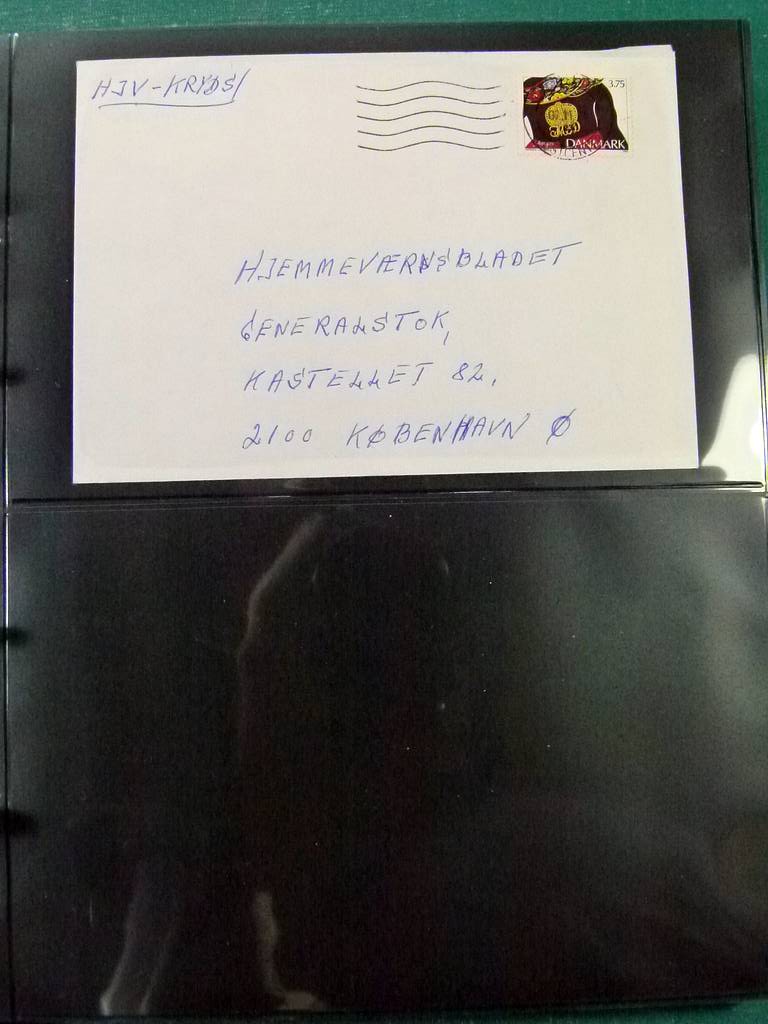 HJV-KRYDS
3.75
DANMARK
HJEMMEVÆRNSBLADET
GENERALSTOK,
KASTELLET 82,
2100 KØBENHAVN Ø